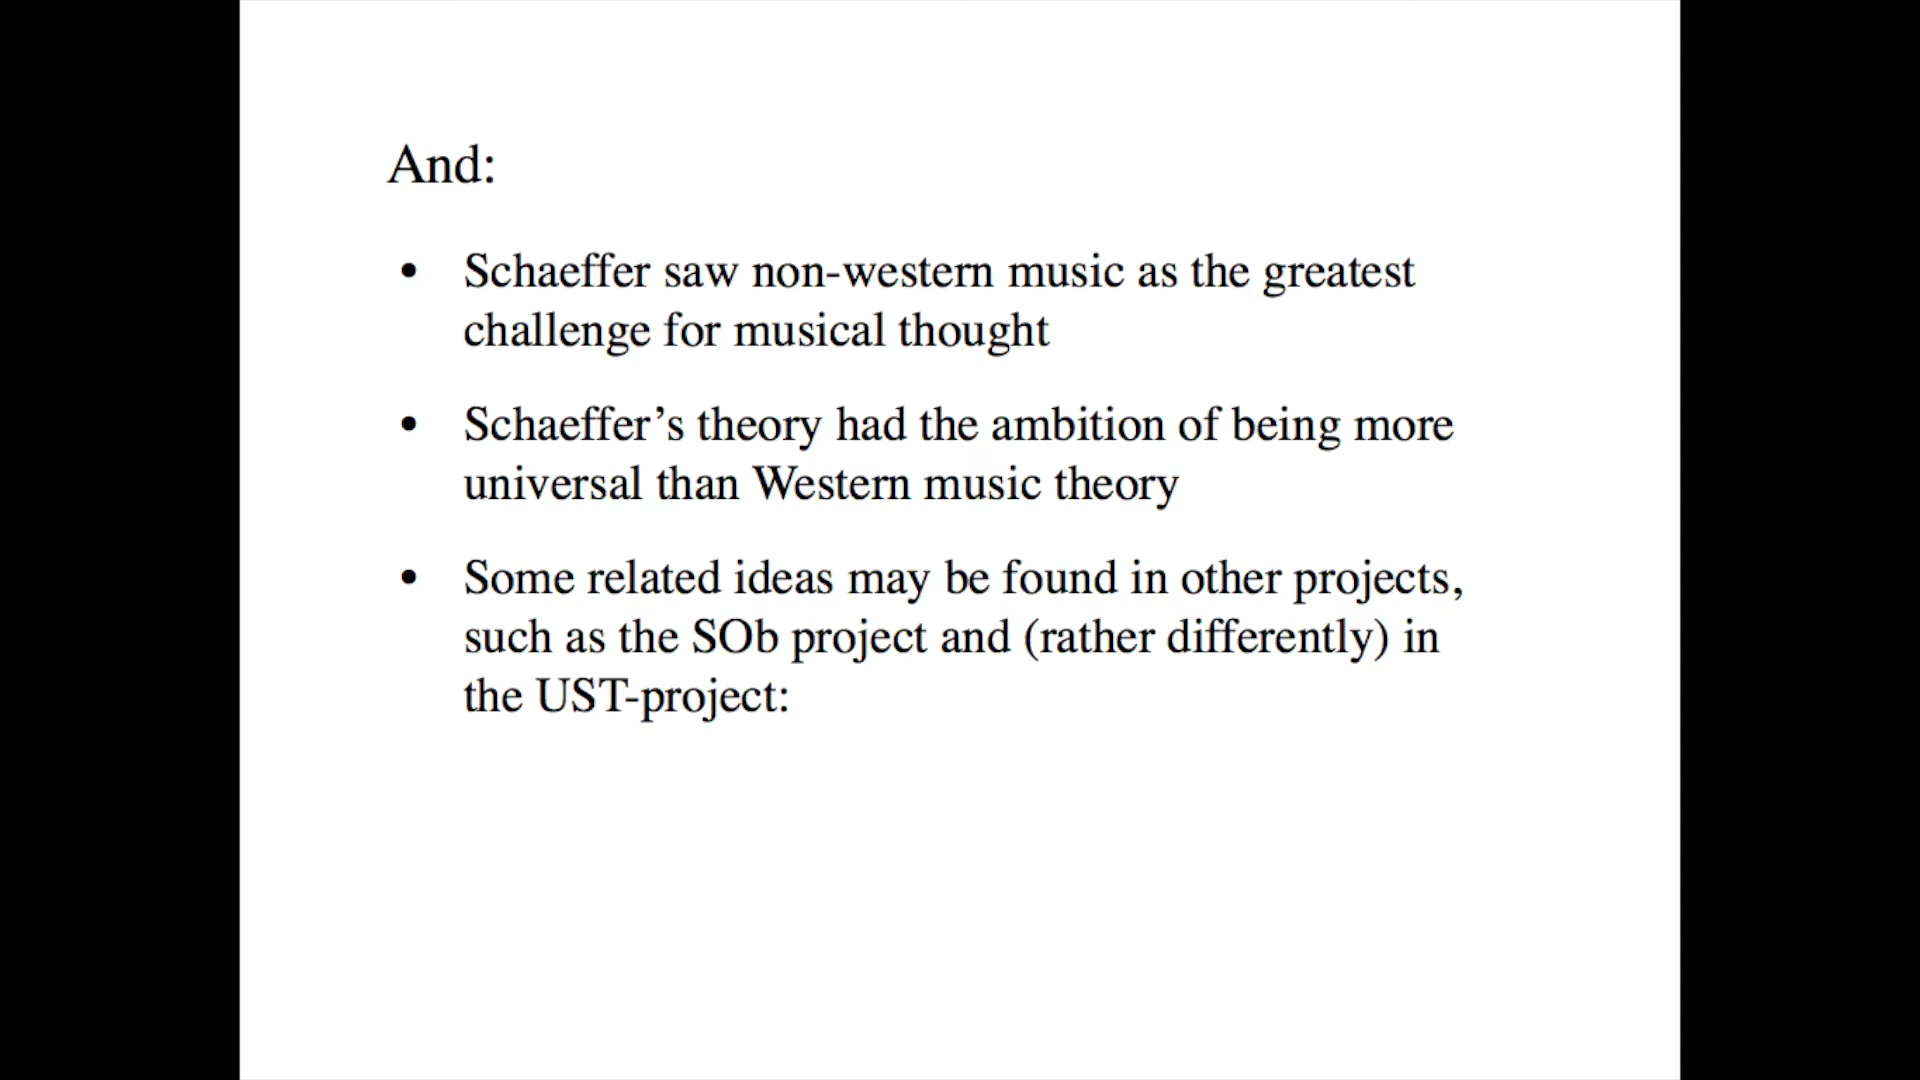 And:
• Schaeffer saw non-western music as the greatest
challenge for musical thought
• Schaeffer’s theory had the ambition of being more
universal than Western music theory
• Some related ideas may be found in other projects,
such as the SOb project and (rather differently) in
the UST-project: